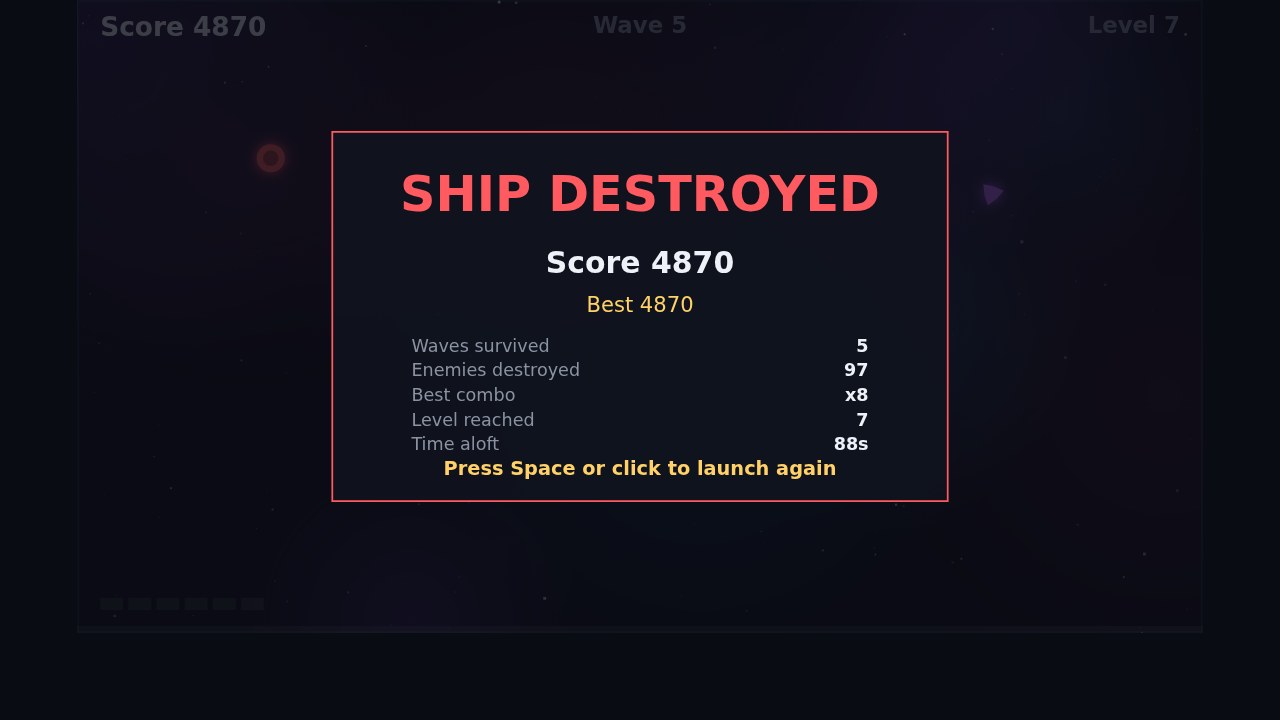 Score 4870
Wave 5
Level 7
SHIP DESTROYED
Score 4870
Best 4870
Waves survived 5
Enemies destroyed 97
Best combo x8
Level reached 7
Time aloft 88s
Press Space or click to launch again